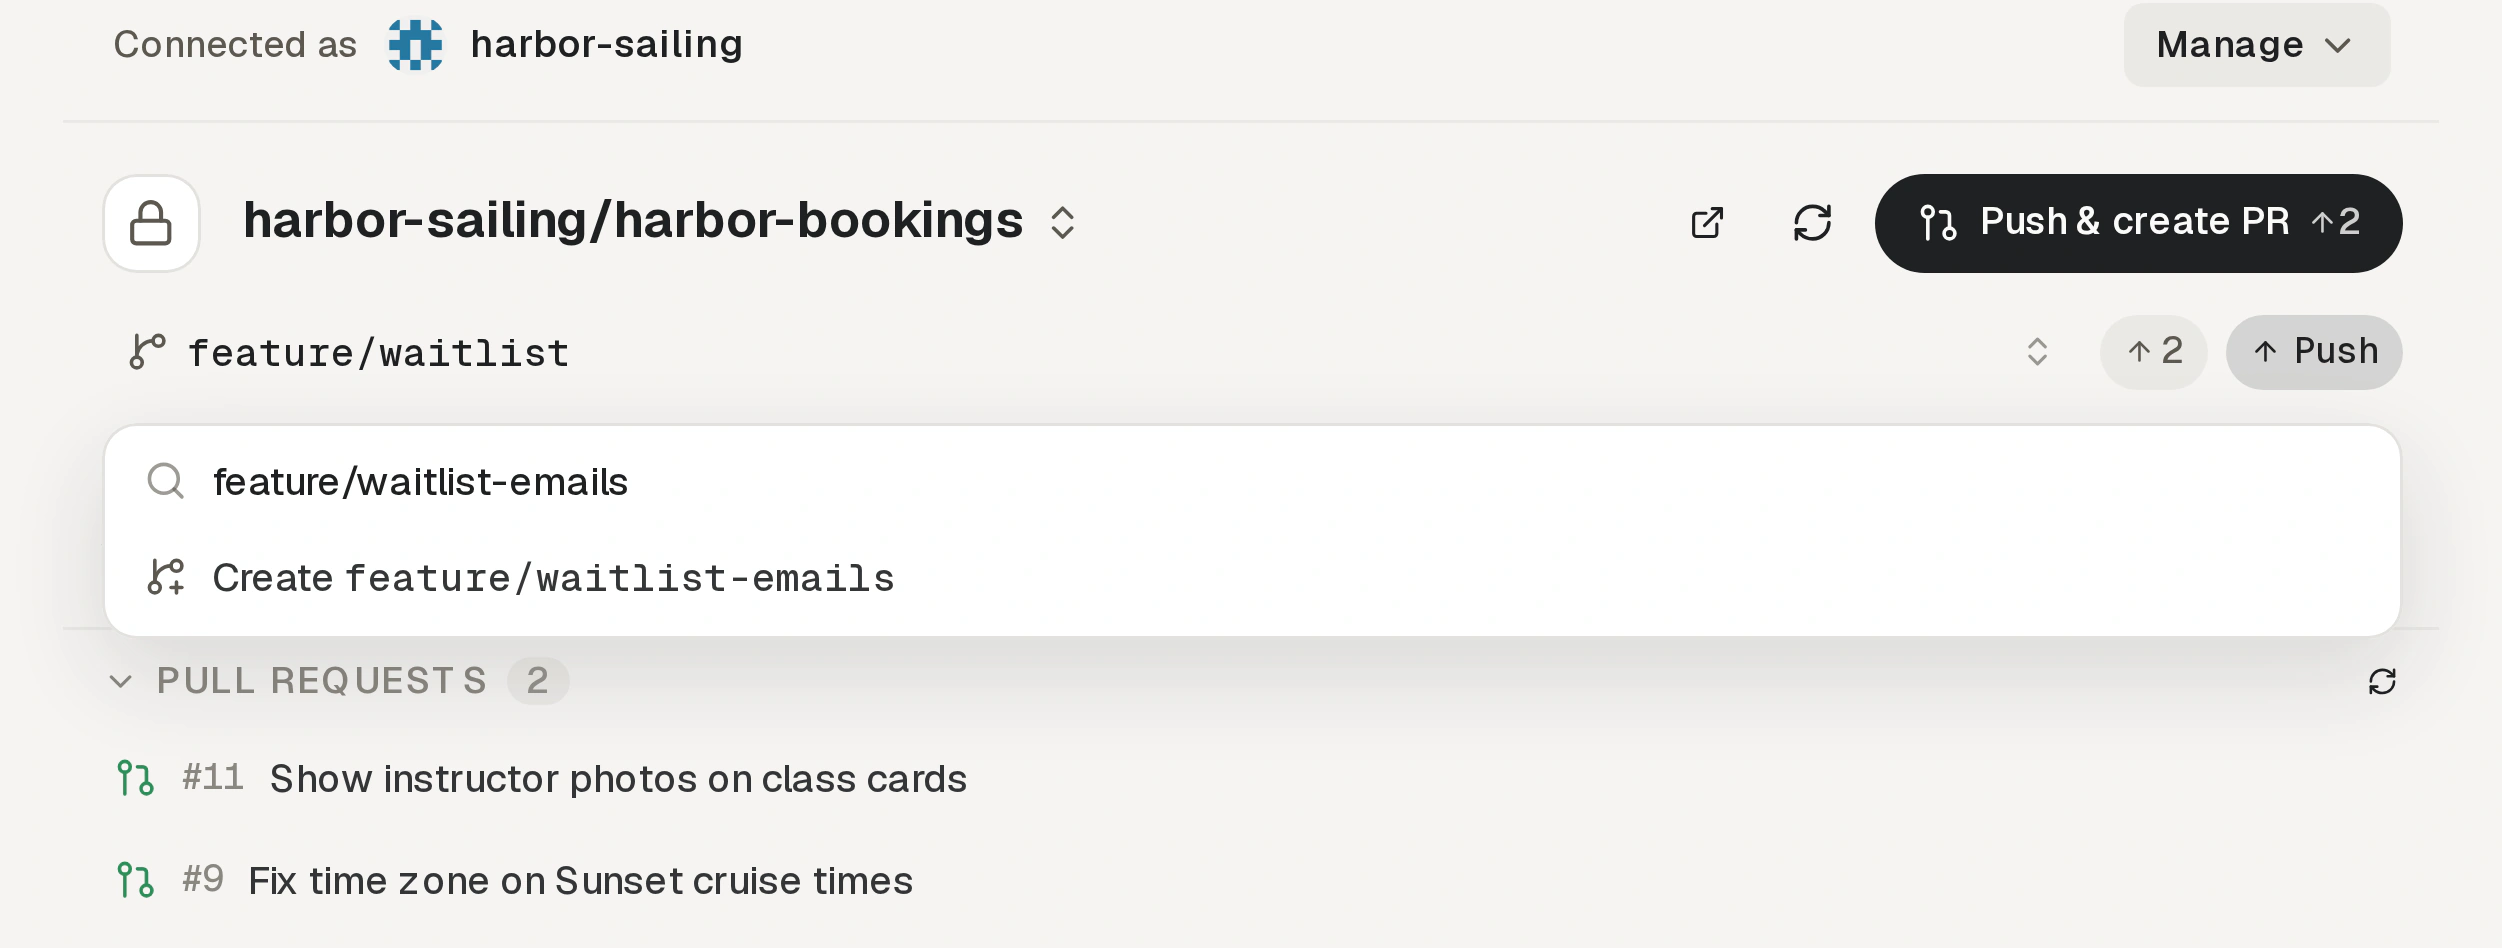 Connected as harbor-sailing Manage
harbor-sailing/harbor-bookings Push & create PR ↑2
feature/waitlist ↑2 ↑ Push
feature/waitlist-emails
Create feature/waitlist-emails
PULL REQUESTS 2
#11 Show instructor photos on class cards
#9 Fix time zone on Sunset cruise times